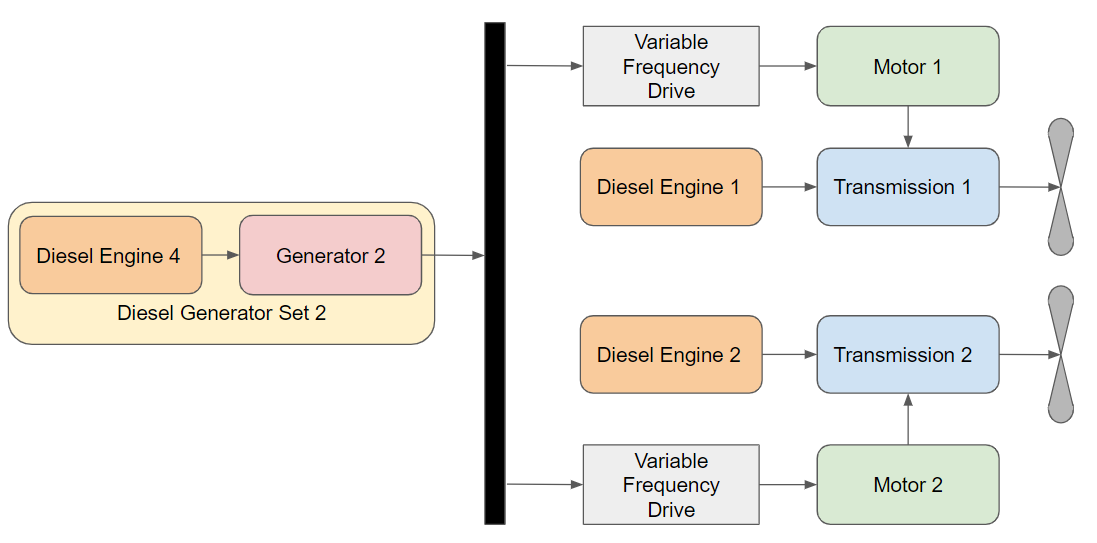 Variable
Frequency
Drive
Motor 1
Diesel Engine 1
Transmission 1
Diesel Engine 4
Generator 2
Diesel Generator Set 2
Diesel Engine 2
Transmission 2
Variable
Frequency
Drive
Motor 2